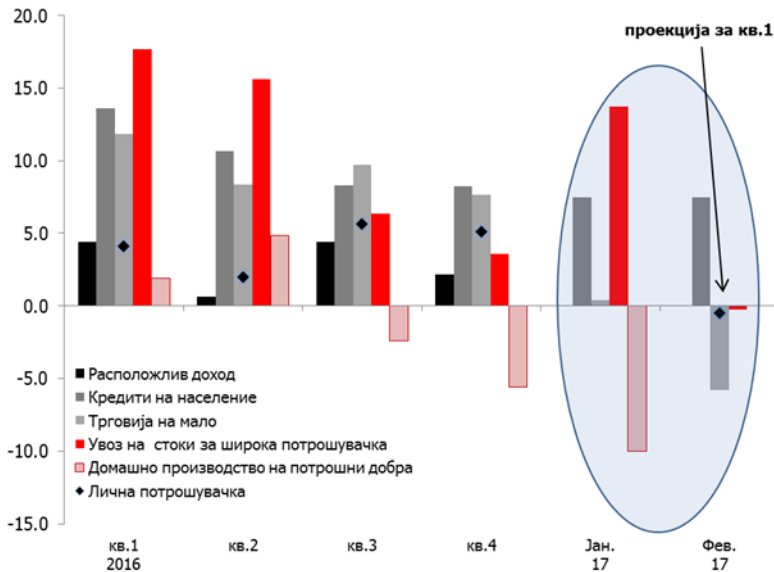 20.0
15.0
10.0
5.0
0.0
-5.0
-10.0
-15.0
проекција за кв.1
Расположлив доход
Кредити на население
Трговија на мало
Увоз на стоки за широка потрошувачка
Домашно производство на потрошни добра
Лична потрошувачка
кв.1 кв.2 кв.3 кв.4 Јан. Фев.
2016 17 17